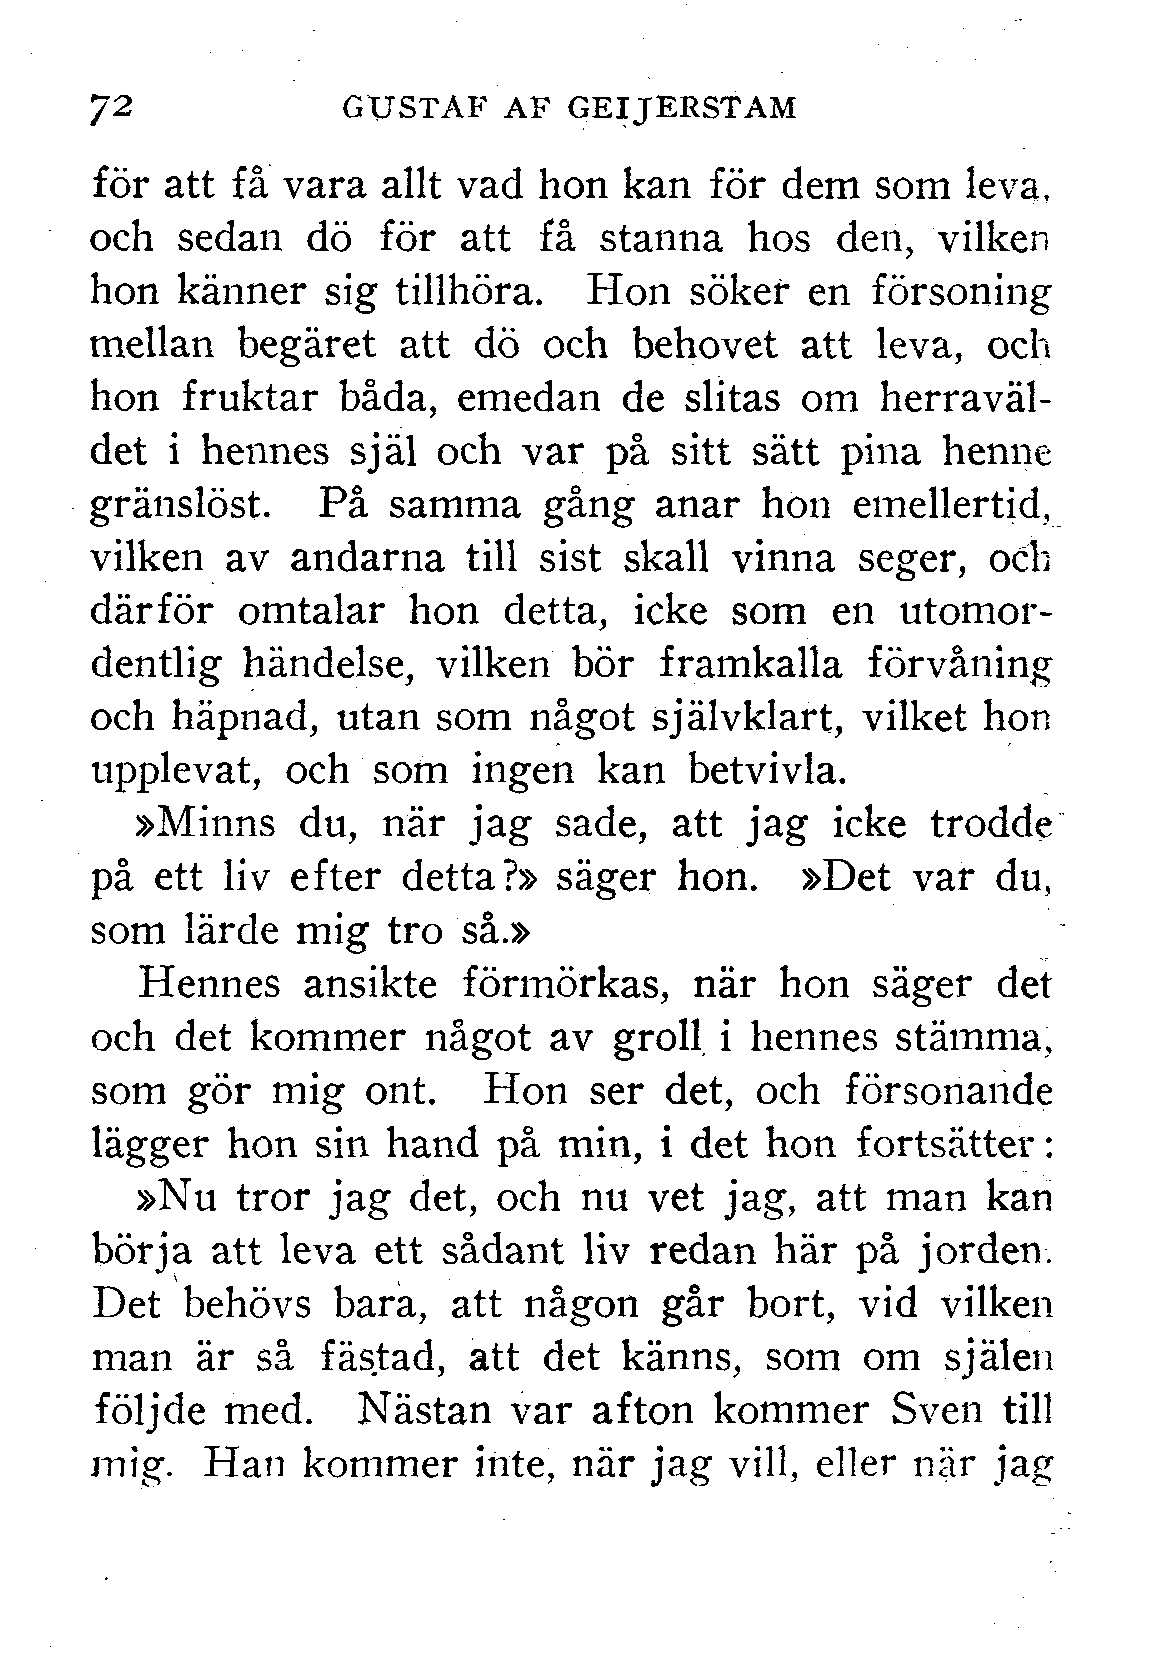 72 GUSTAF AF GEIJERSTAM
för att få vara allt vad hon kan för dem som leva,
och sedan dö för att få stanna hos den, vilken
hon känner sig tillhöra. Hon söker en försoning
mellan begäret att dö och behovet att leva, och
hon fruktar båda, emedan de slitas om herraväl-
det i hennes själ och var på sitt sätt pina henne
gränslöst. På samma gång anar hon emellertid,
vilken av andarna till sist skall vinna seger, och
därför omtalar hon detta, icke som en utomor-
dentlig händelse, vilken bör framkalla förvåning
och häpnad, utan som något självklart, vilket hon
upplevat, och som ingen kan betvivla.
»Minns du, när jag sade, att jag icke trodde
på ett liv efter detta?» säger hon. »Det var du,
som lärde mig tro så.»
Hennes ansikte förmörkas, när hon säger det
och det kommer något av groll i hennes stämma,
som gör mig ont. Hon ser det, och försonande
lägger hon sin hand på min, i det hon fortsätter:
»Nu tror jag det, och nu vet jag, att man kan
börja att leva ett sådant liv redan här på jorden.
Det behövs bara, att någon går bort, vid vilken
man är så fästad, att det känns, som om själen
följde med. Nästan var afton kommer Sven till
mig. Han kommer inte, när jag vill, eller när jag